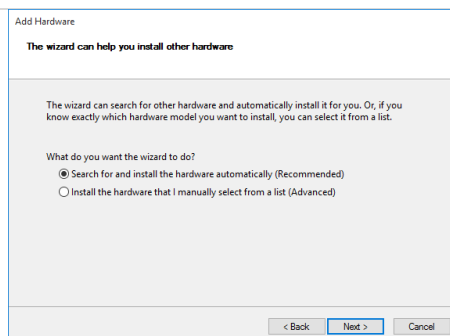 Add Hardware
The wizard can help you install other hardware
The wizard can search for other hardware and automatically install it for you. Or, if you
know exactly which hardware model you want to install, you can select it from a list.
What do you want the wizard to do?
Search for and install the hardware automatically (Recommended)
Install the hardware that I manually select from a list (Advanced)
< Back Next > Cancel